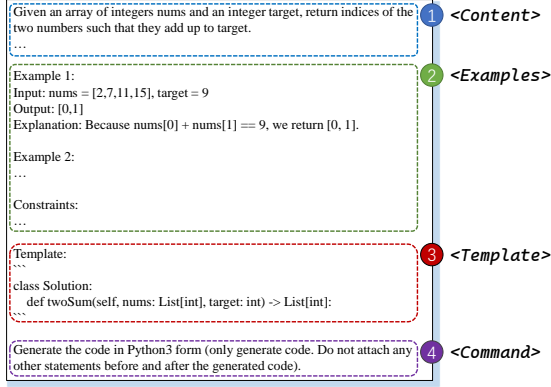 Given an array of integers nums and an integer target, return indices of the
two numbers such that they add up to target.
…
1 <Content>
Example 1:
Input: nums = [2,7,11,15], target = 9
Output: [0,1]
Explanation: Because nums[0] + nums[1] == 9, we return [0, 1].
Example 2:
…
Constraints:
…
2 <Examples>
Template:
```
class Solution:
    def twoSum(self, nums: List[int], target: int) -> List[int]:
```
3 <Template>
Generate the code in Python3 form (only generate code. Do not attach any
other statements before and after the generated code).
4 <Command>